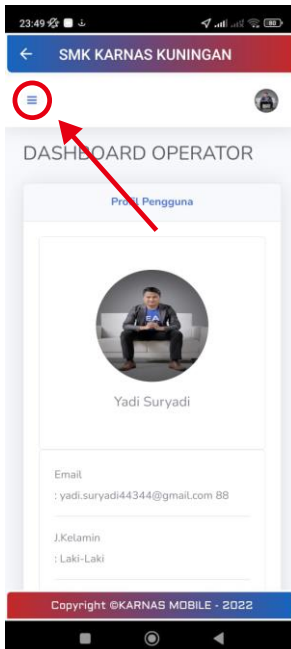 23:49
80
SMK KARNAS KUNINGAN
DASHBOARD OPERATOR
Profil Pengguna
Yadi Suryadi
Email
: yadi.suryadi44344@gmail.com 88
J.Kelamin
: Laki-Laki
Copyright ©KARNAS MOBILE - 2022